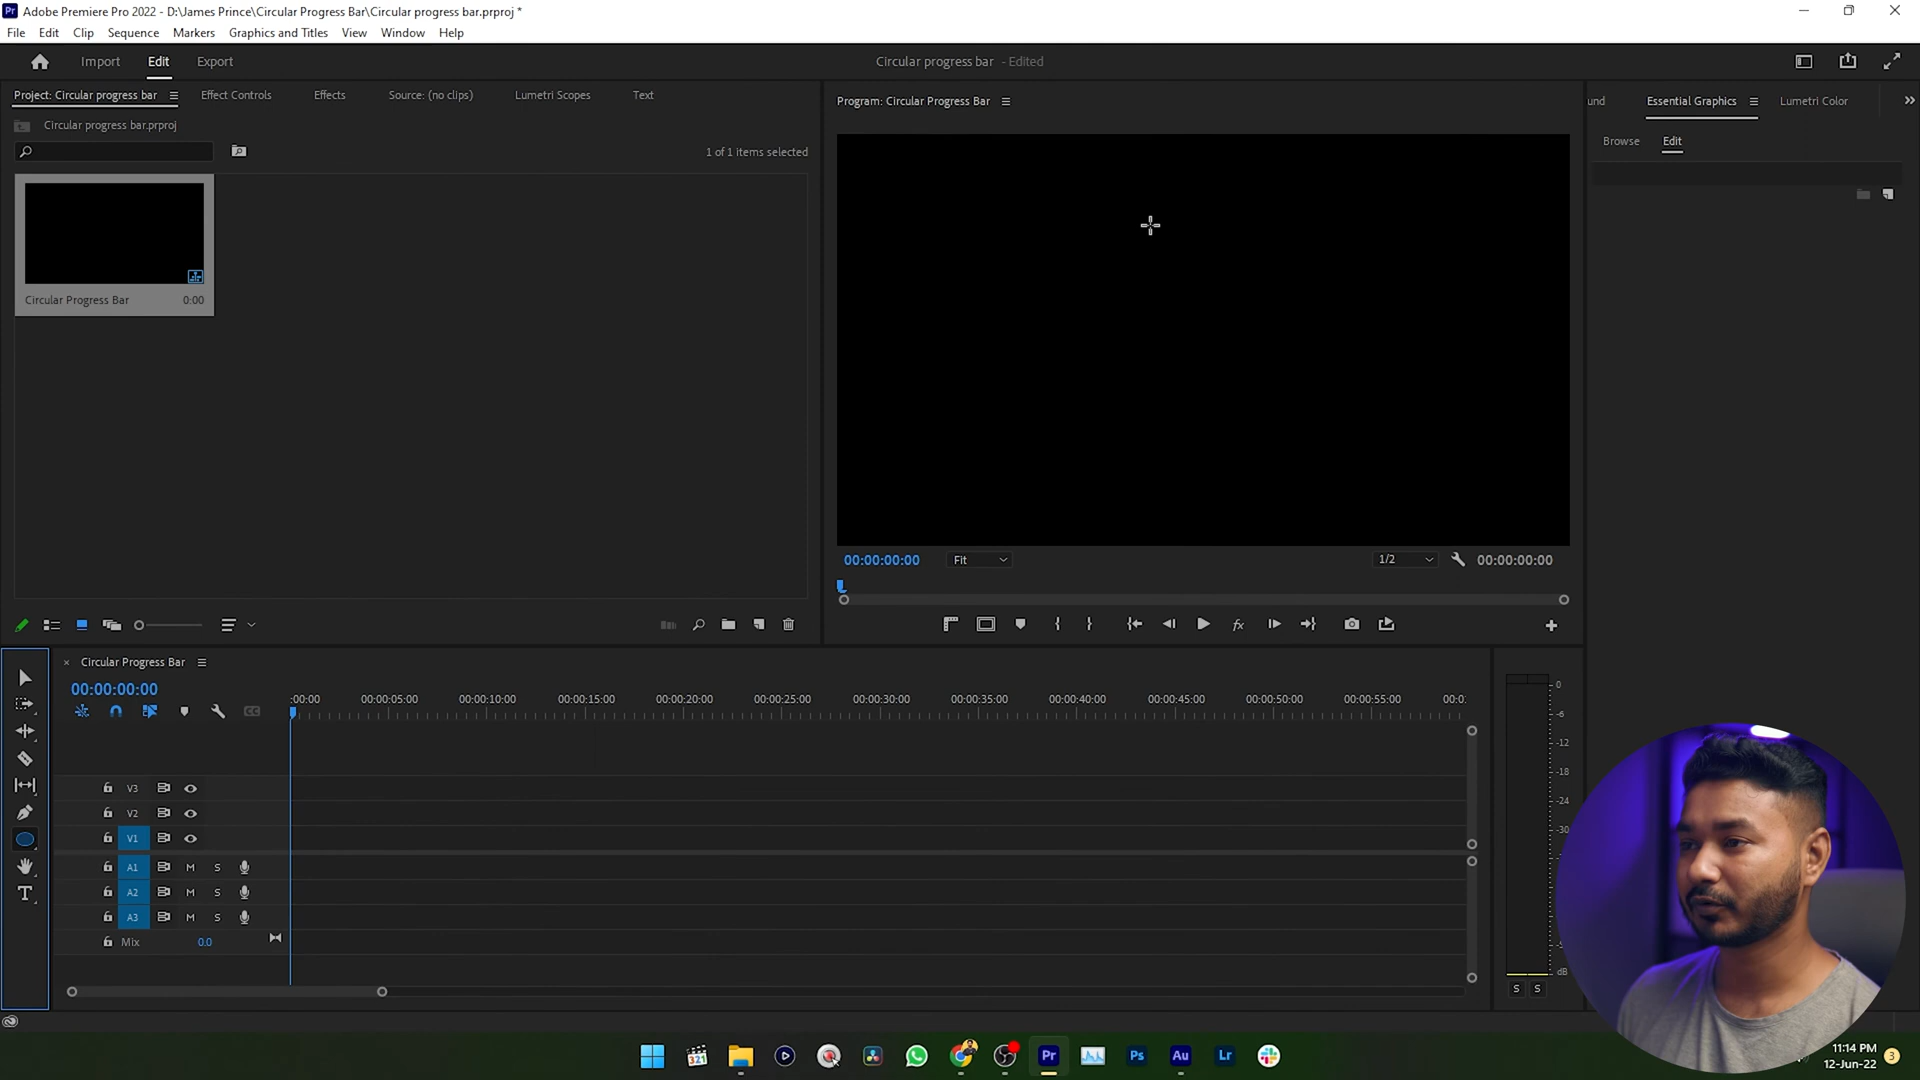 Adobe Premiere Pro 2022 - D:\James Prince\Circular Progress Bar\Circular progress bar.prproj *
File Edit Clip Sequence Markers Graphics and Titles View Window Help
Import Edit Export
Circular progress bar - Edited
Project: Circular progress bar Effect Controls Effects Source: (no clips) Lumetri Scopes Text
Program: Circular Progress Bar
und Essential Graphics Lumetri Color
Circular progress bar.prproj
Browse Edit
1 of 1 items selected
Circular Progress Bar 0:00
00:00:00:00 Fit 1/2 00:00:00:00
Circular Progress Bar
00:00:00:00
:00:00 00:00:05:00 00:00:10:00 00:00:15:00 00:00:20:00 00:00:25:00 00:00:30:00 00:00:35:00 00:00:40:00 00:00:45:00 00:00:50:00 00:00:55:00 00:0
V3
V2
V1
A1 M S
A2 M S
A3 M S
Mix 0.0
0
-6
-12
-18
-24
-30
dB
S S
Pr Ps Au Lr
11:14 PM
12-Jun-22 3